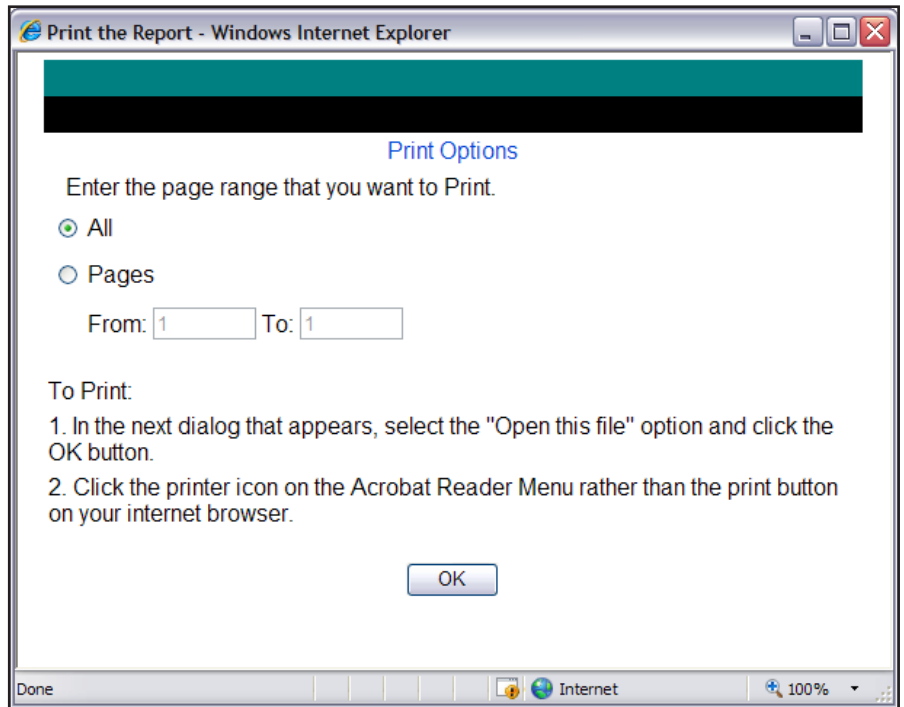 Print the Report - Windows Internet Explorer
Print Options
Enter the page range that you want to Print.
All
Pages
From: 1 To: 1
To Print:
1. In the next dialog that appears, select the "Open this file" option and click the
OK button.
2. Click the printer icon on the Acrobat Reader Menu rather than the print button
on your internet browser.
OK
Done Internet 100%